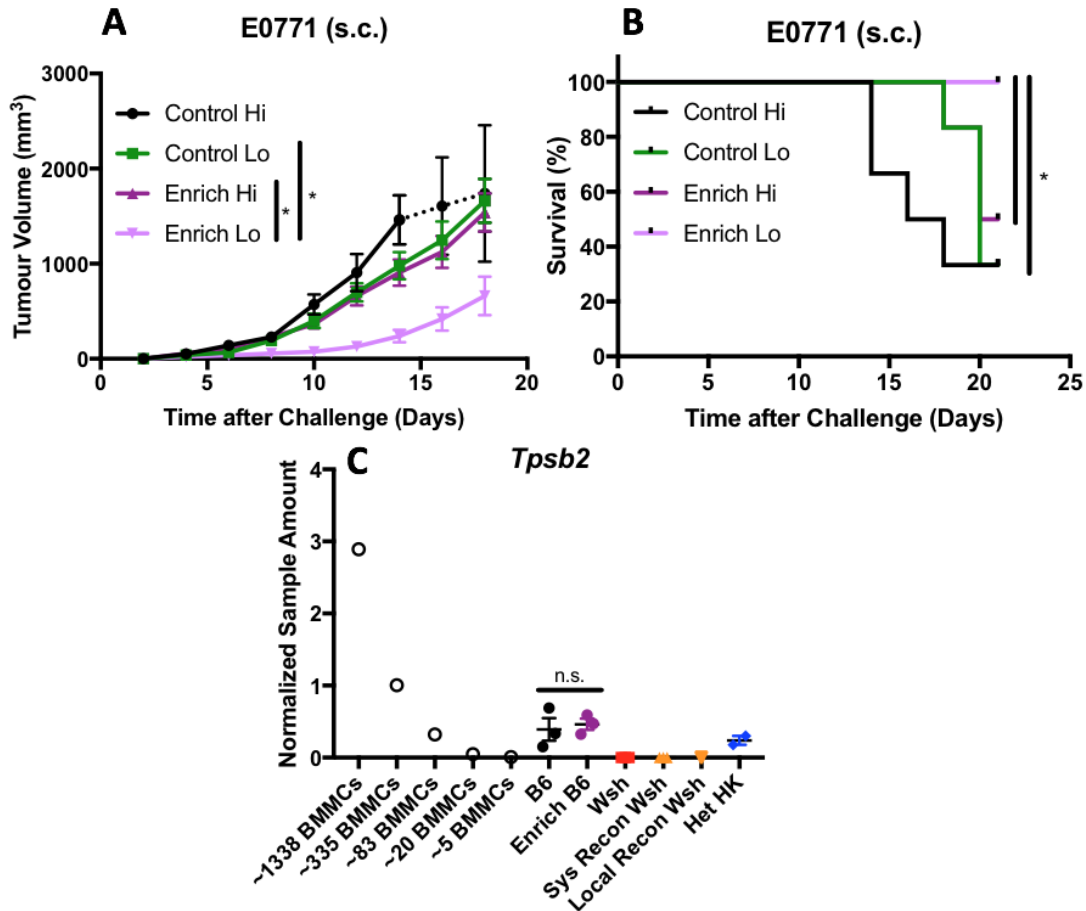 A
E0771 (s.c.)
Tumour Volume (mm³)
3000
2000
1000
0
Control Hi
Control Lo
Enrich Hi
Enrich Lo
*
*
0
5
10
15
20
Time after Challenge (Days)
B
E0771 (s.c.)
Survival (%)
100
80
60
40
20
0
Control Hi
Control Lo
Enrich Hi
Enrich Lo
*
0
5
10
15
20
25
Time after Challenge (Days)
C
Tpsb2
Normalized Sample Amount
4
3
2
1
0
n.s.
~1338 BMMCs
~335 BMMCs
~83 BMMCs
~20 BMMCs
~5 BMMCs
B6
Enrich B6
Wsh
Sys Recon Wsh
Local Recon Wsh
Het HK